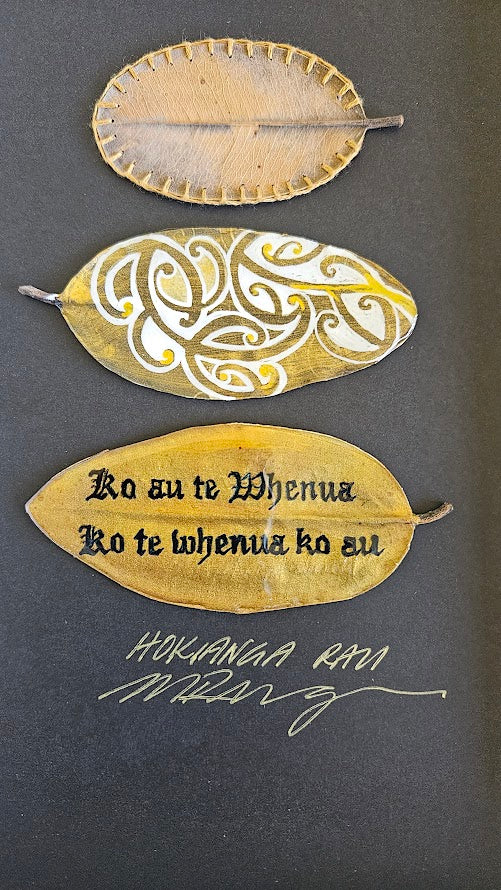 Ko au te Whenua
Ko te whenua ko au
HOKIANGA RAU